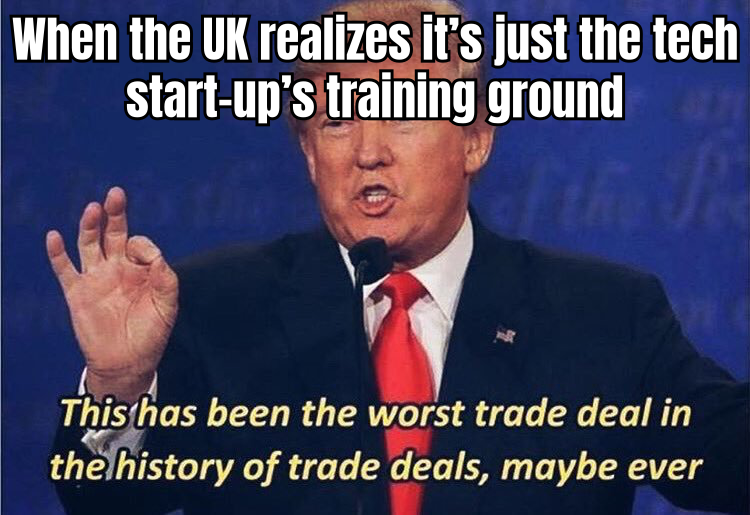 When the UK realizes it’s just the tech
start-up’s training ground
This has been the worst trade deal in
the history of trade deals, maybe ever